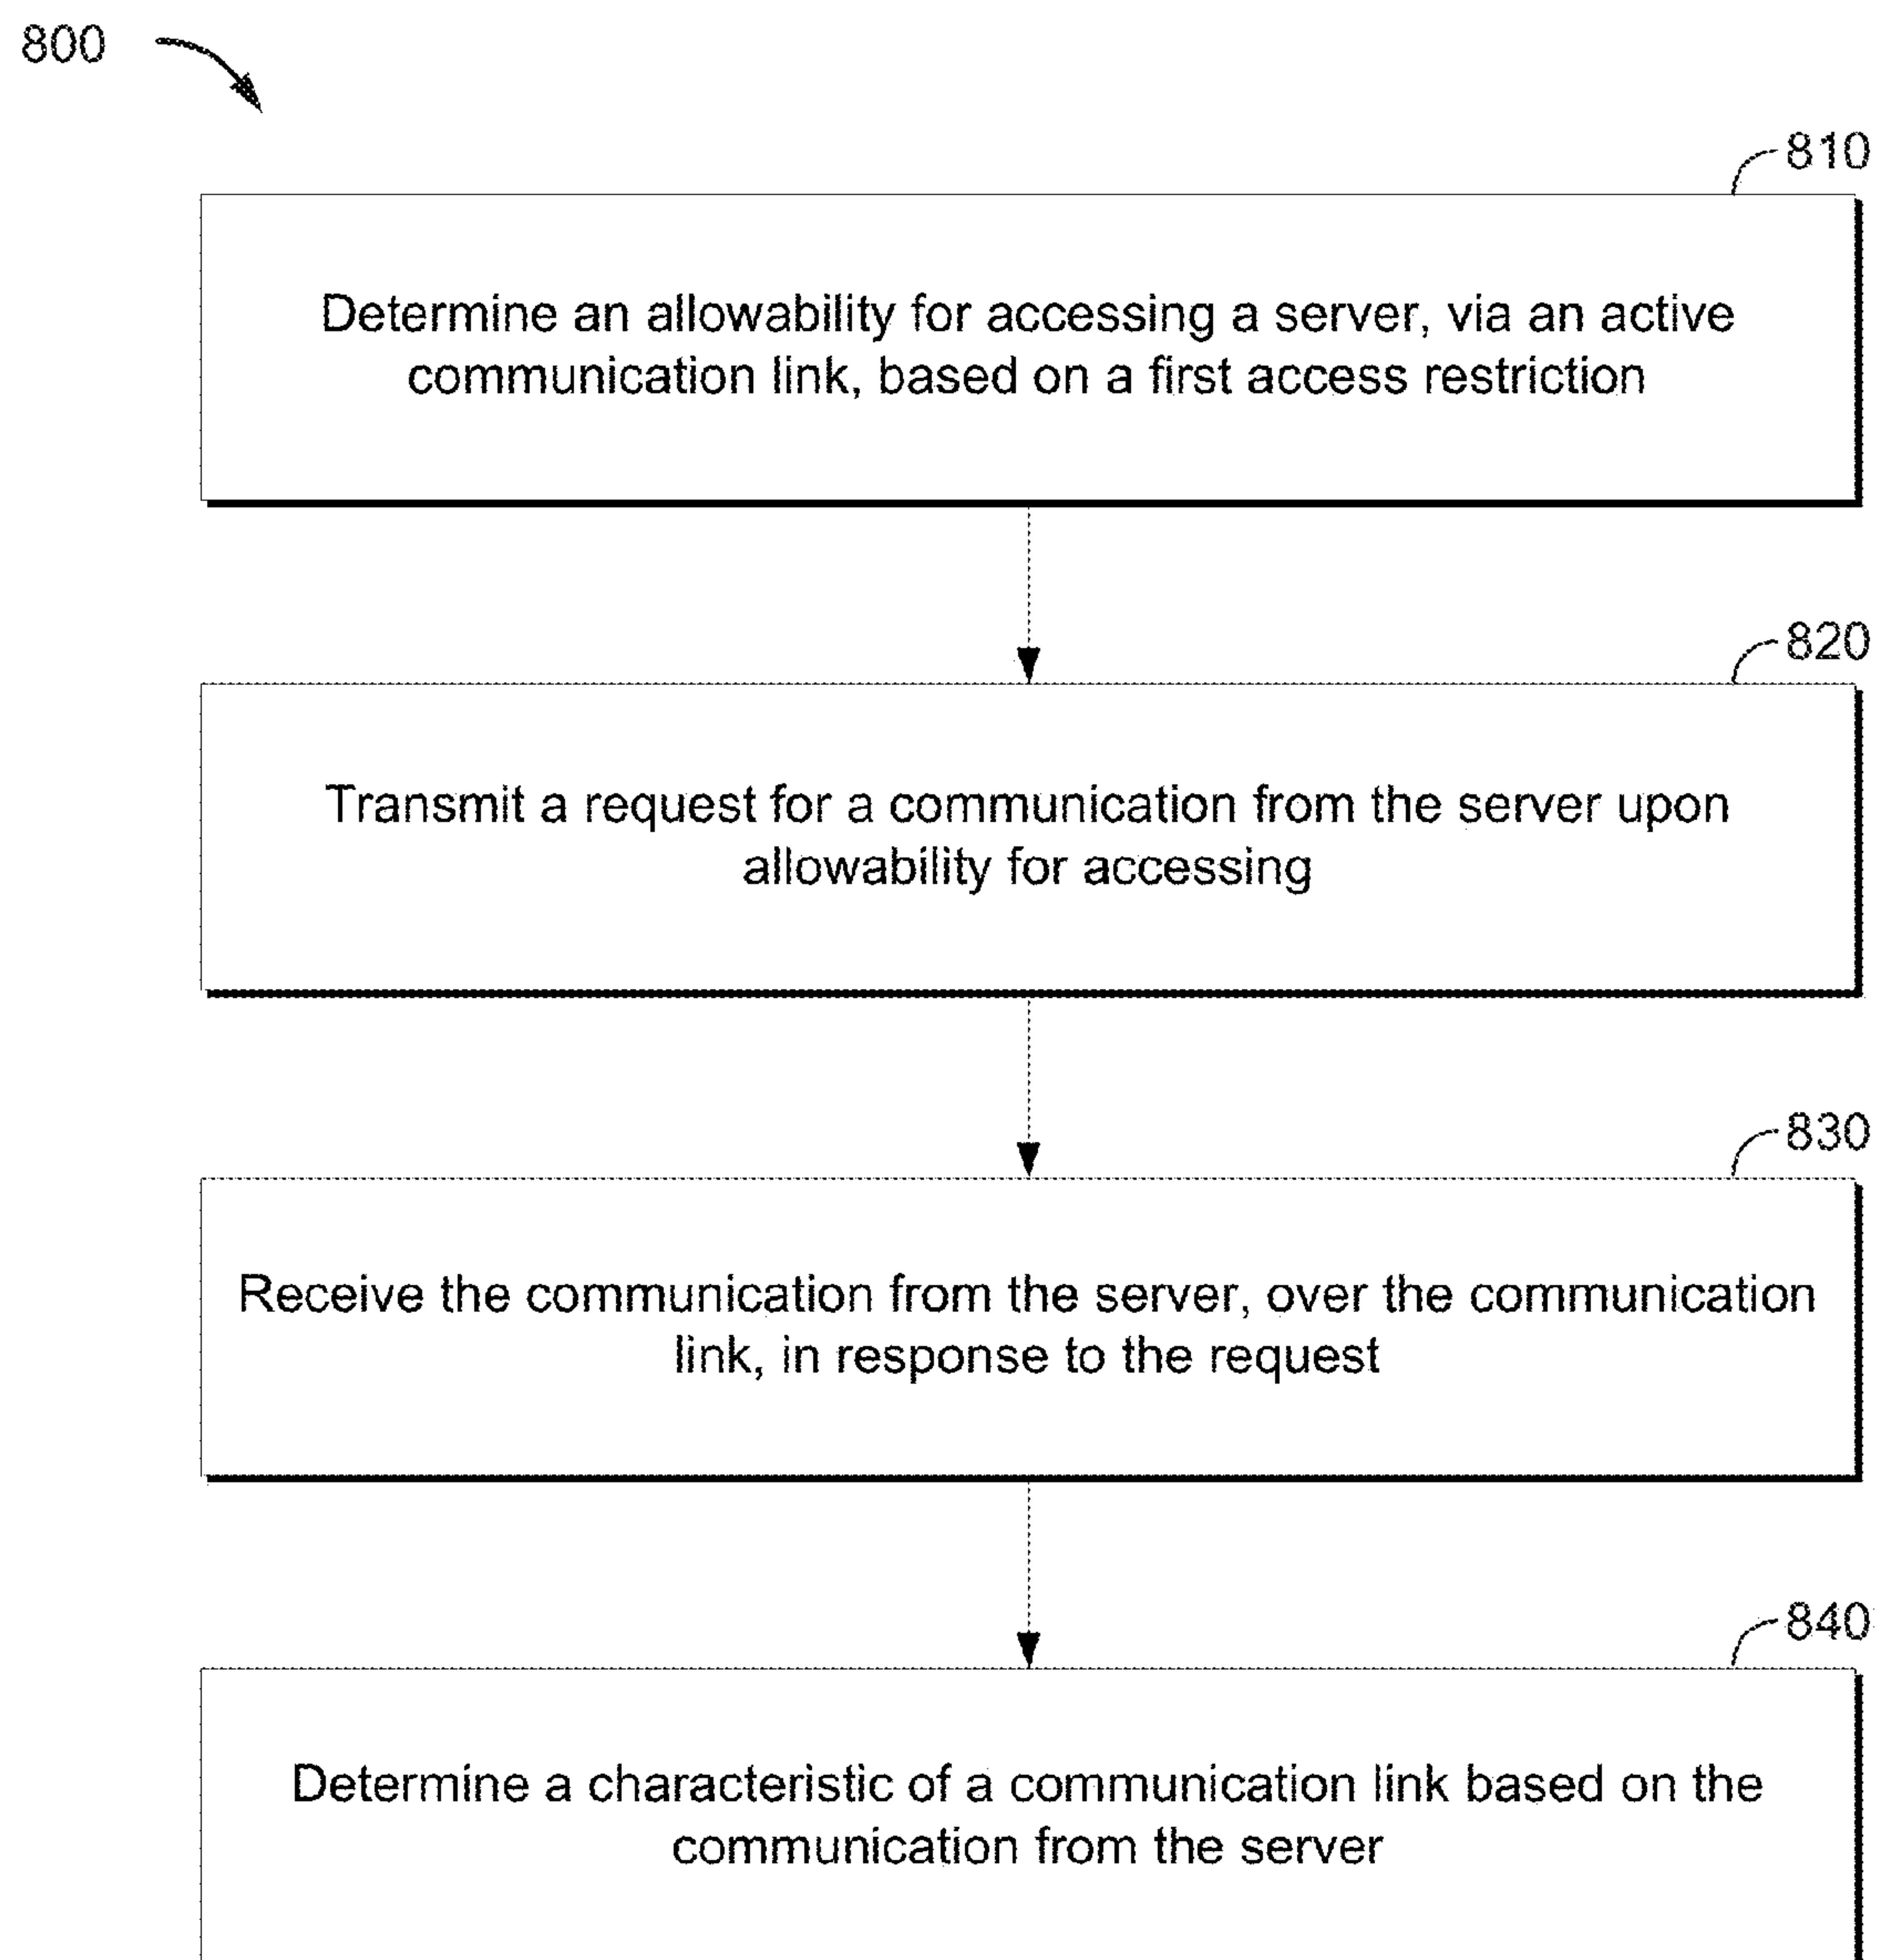 800
810
Determine an allowability for accessing a server, via an active
communication link, based on a first access restriction
820
Transmit a request for a communication from the server upon
allowability for accessing
830
Receive the communication from the server, over the communication
link, in response to the request
840
Determine a characteristic of a communication link based on the
communication from the server